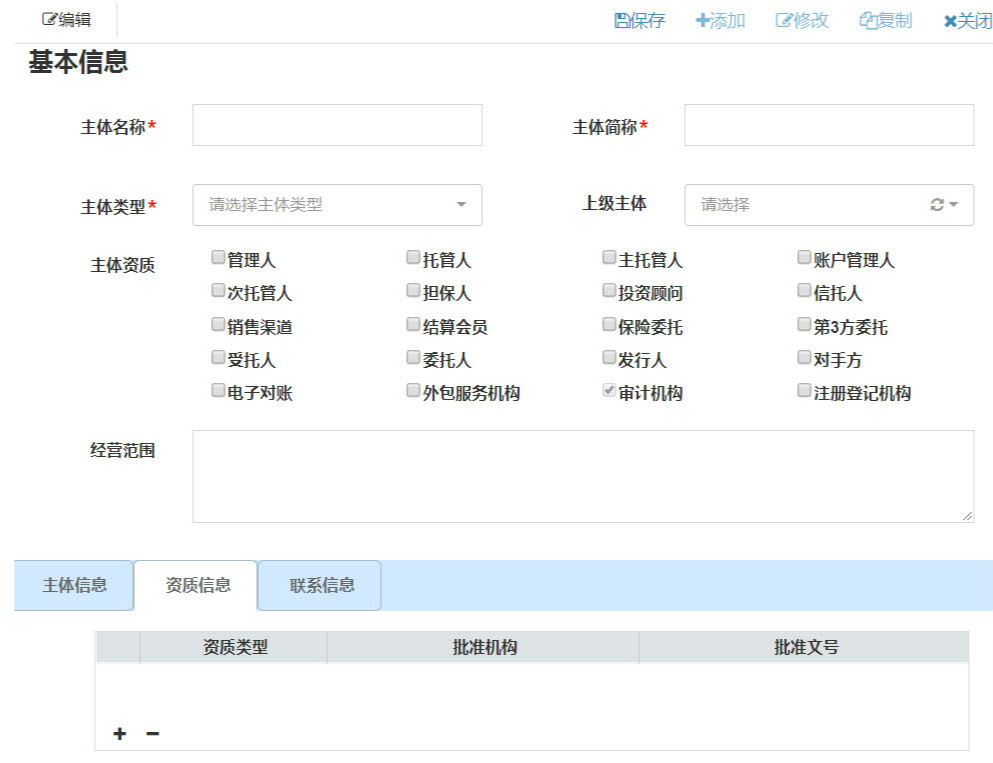 编辑 保存 添加 修改 复制 关闭
基本信息
主体名称* 主体简称*
主体类型* 请选择主体类型 上级主体 请选择
主体资质 管理人 托管人 主托管人 账户管理人
次托管人 担保人 投资顾问 信托人
销售渠道 结算会员 保险委托 第3方委托
受托人 委托人 发行人 对手方
电子对账 外包服务机构 审计机构 注册登记机构
经营范围
主体信息 资质信息 联系信息
资质类型 批准机构 批准文号